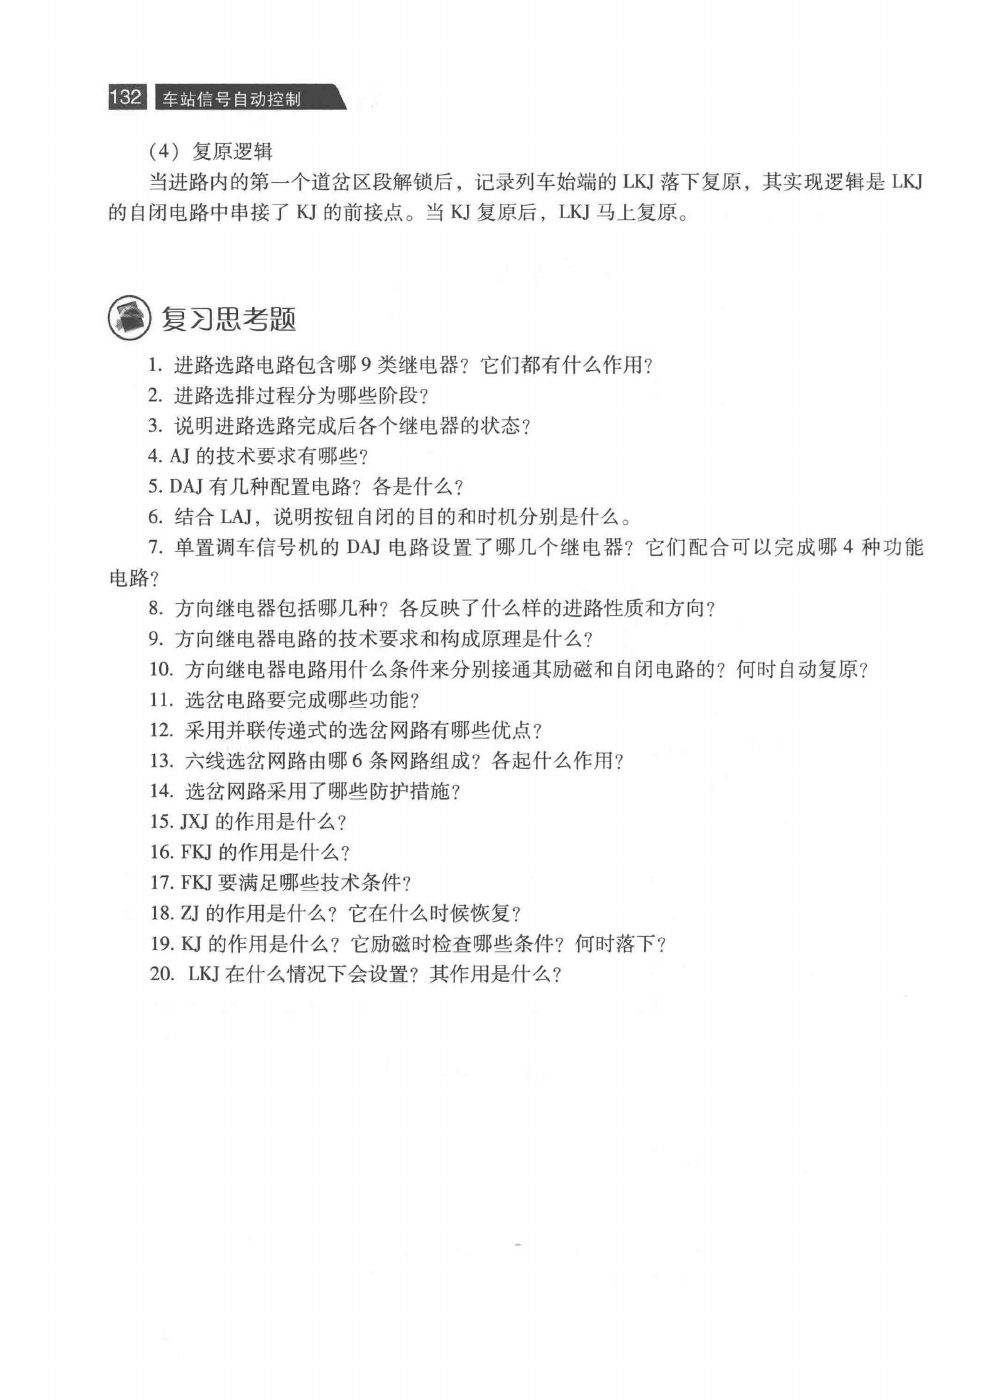 132 车站信号自动控制
（4）复原逻辑
当进路内的第一个道岔区段解锁后，记录列车始端的 LKJ 落下复原，其实现逻辑是 LKJ
的自闭电路中串接了 KJ 的前接点。当 KJ 复原后，LKJ 马上复原。
复习思考题
1. 进路选路电路包含哪 9 类继电器？它们都有什么作用？
2. 进路选排过程分为哪些阶段？
3. 说明进路选路完成后各个继电器的状态？
4. AJ 的技术要求有哪些？
5. DAJ 有几种配置电路？各是什么？
6. 结合 LAJ，说明按钮自闭的目的和时机分别是什么。
7. 单置调车信号机的 DAJ 电路设置了哪几个继电器？它们配合可以完成哪 4 种功能
电路？
8. 方向继电器包括哪几种？各反映了什么样的进路性质和方向？
9. 方向继电器电路的技术要求和构成原理是什么？
10. 方向继电器电路用什么条件来分别接通其励磁和自闭电路的？何时自动复原？
11. 选岔电路要完成哪些功能？
12. 采用并联传递式的选岔网路有哪些优点？
13. 六线选岔网路由哪 6 条网路组成？各起什么作用？
14. 选岔网路采用了哪些防护措施？
15. JXJ 的作用是什么？
16. FKJ 的作用是什么？
17. FKJ 要满足哪些技术条件？
18. ZJ 的作用是什么？它在什么时候恢复？
19. KJ 的作用是什么？它励磁时检查哪些条件？何时落下？
20. LKJ 在什么情况下会设置？其作用是什么？